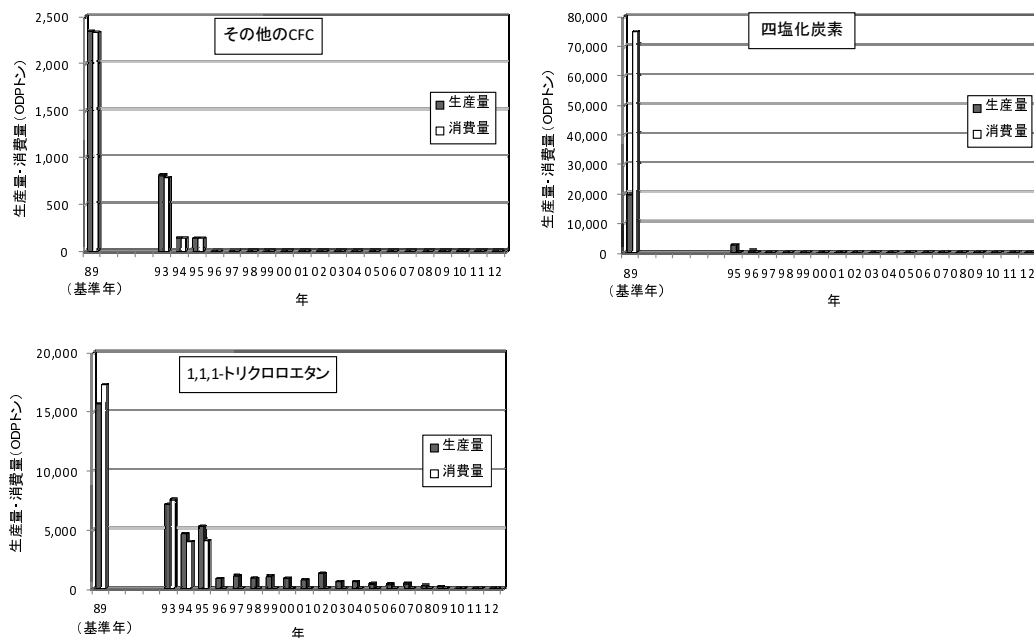 その他のCFC
生産量・消費量(ODPトン)
2,500
2,000
1,500
1,000
500
0
生産量
消費量
89 93 94 95 96 97 98 99 00 01 02 03 04 05 06 07 08 09 10 11 12
(基準年)
年
四塩化炭素
生産量・消費量(ODPトン)
80,000
70,000
60,000
50,000
40,000
30,000
20,000
10,000
0
生産量
消費量
89 95 96 97 98 99 00 01 02 03 04 05 06 07 08 09 10 11 12
(基準年)
年
1,1,1-トリクロロエタン
生産量・消費量(ODPトン)
20,000
15,000
10,000
5,000
0
生産量
消費量
89 93 94 95 96 97 98 99 00 01 02 03 04 05 06 07 08 09 10 11 12
(基準年)
年